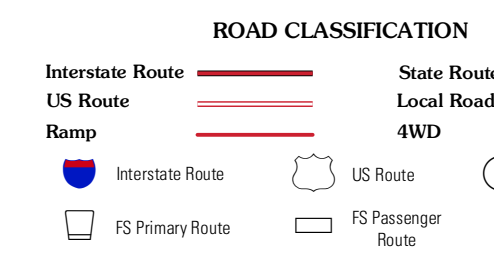 ROAD CLASSIFICATION
Interstate Route State Route
US Route Local Road
Ramp 4WD
Interstate Route US Route
FS Primary Route FS Passenger
Route